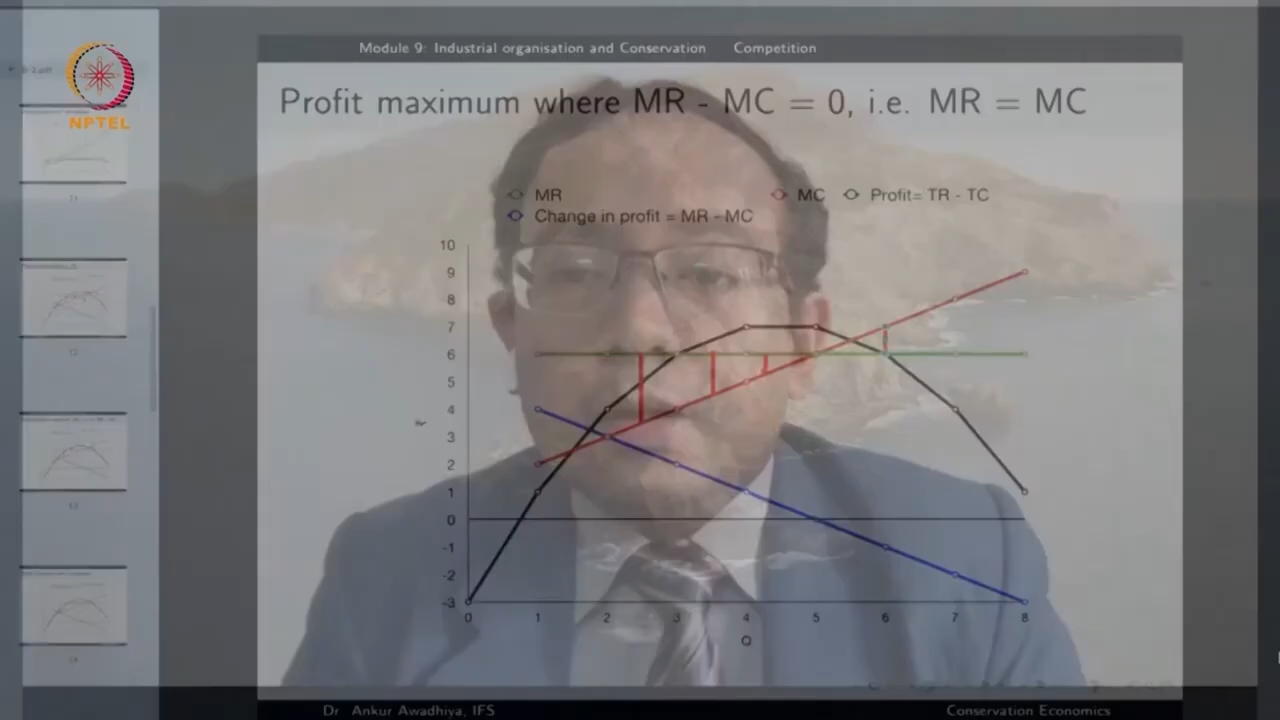 Module 9: Industrial organisation and Conservation Competition
NPTEL
Profit maximum where MR - MC = 0, i.e. MR = MC
MR MC Profit= TR - TC
Change in profit = MR - MC
10
9
8
7
6
5
4
3
2
1
0
-1
-2
-3
0 1 2 3 4 5 6 7 8
Q
Dr. Ankur Awadhiya, IFS Conservation Economics